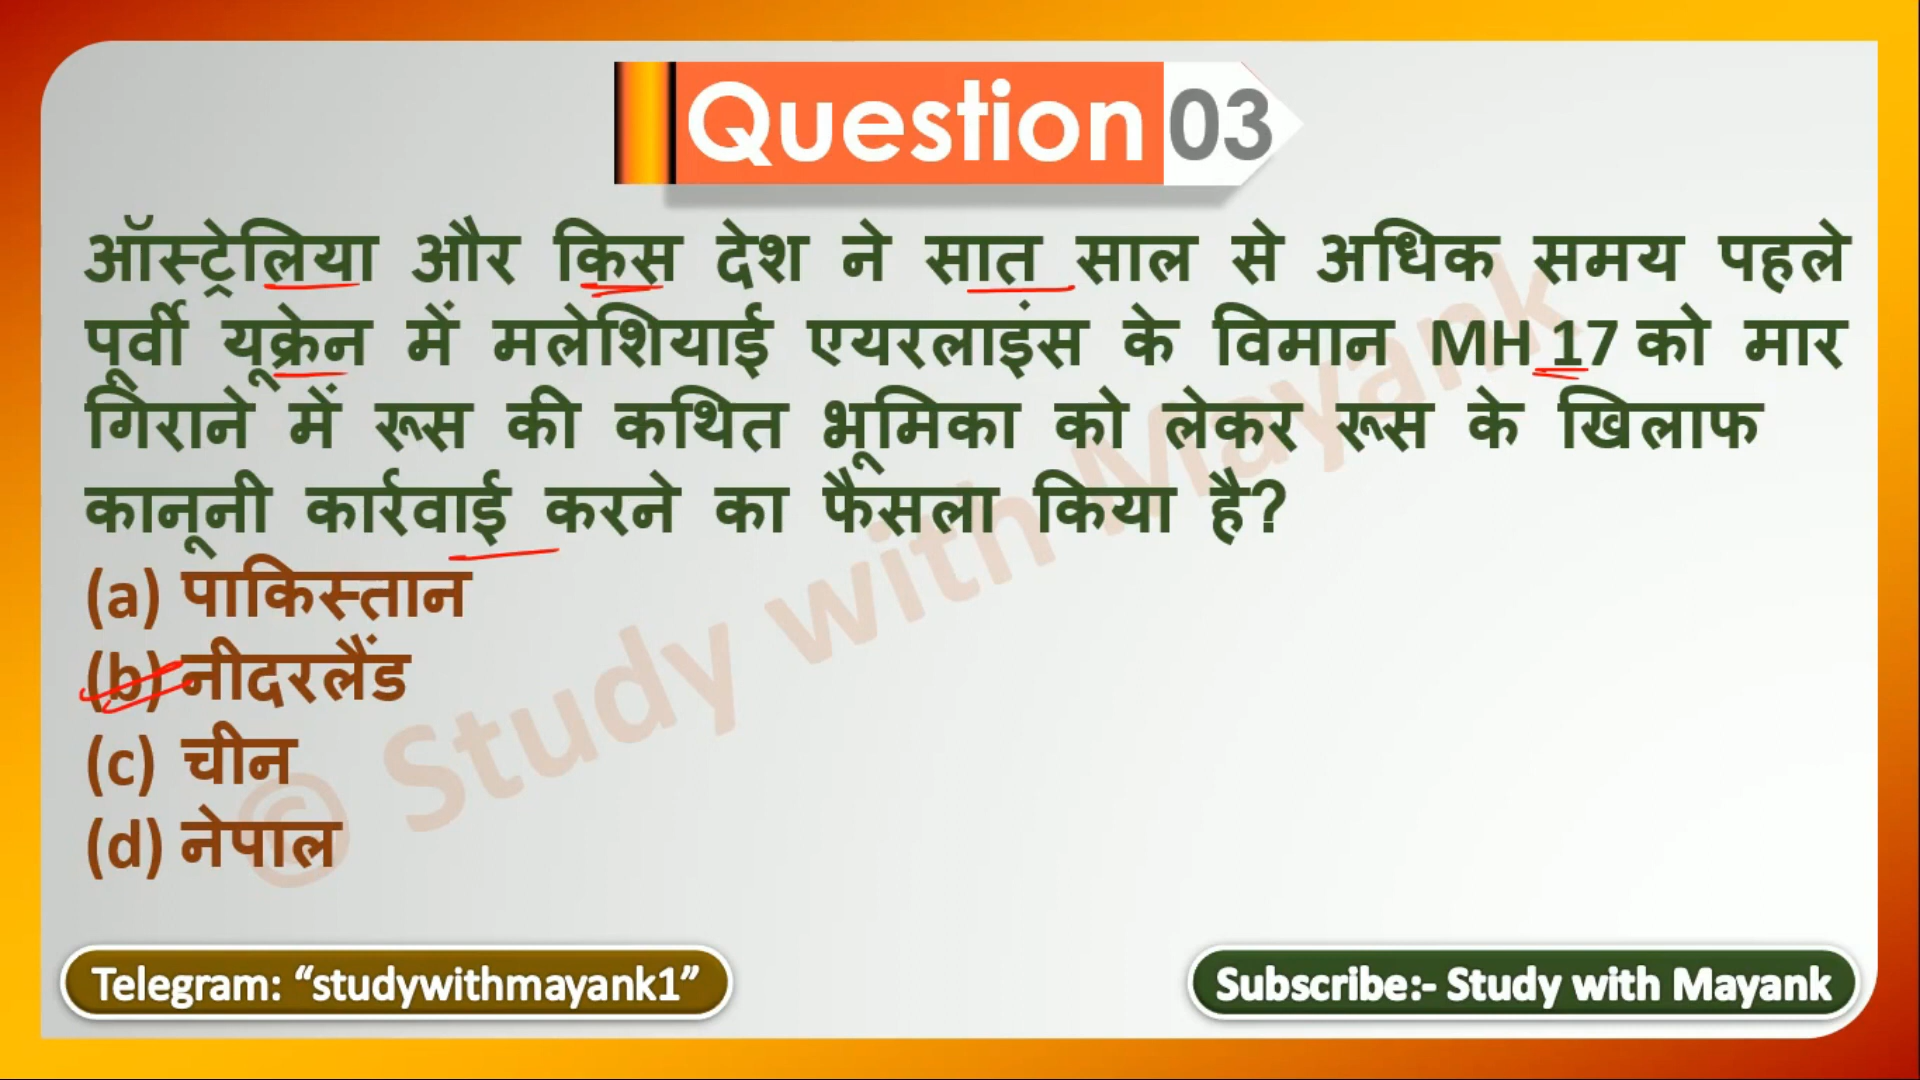 Question 03
ऑस्ट्रेलिया और किस देश ने सात साल से अधिक समय पहले
पूर्वी यूक्रेन में मलेशियाई एयरलाइंस के विमान MH 17 को मार
गिराने में रूस की कथित भूमिका को लेकर रूस के खिलाफ
कानूनी कार्रवाई करने का फैसला किया है?
(a) पाकिस्तान
(b) नीदरलैंड
(c) चीन
(d) नेपाल
© Study with Mayank
Telegram: “studywithmayank1”
Subscribe:- Study with Mayank